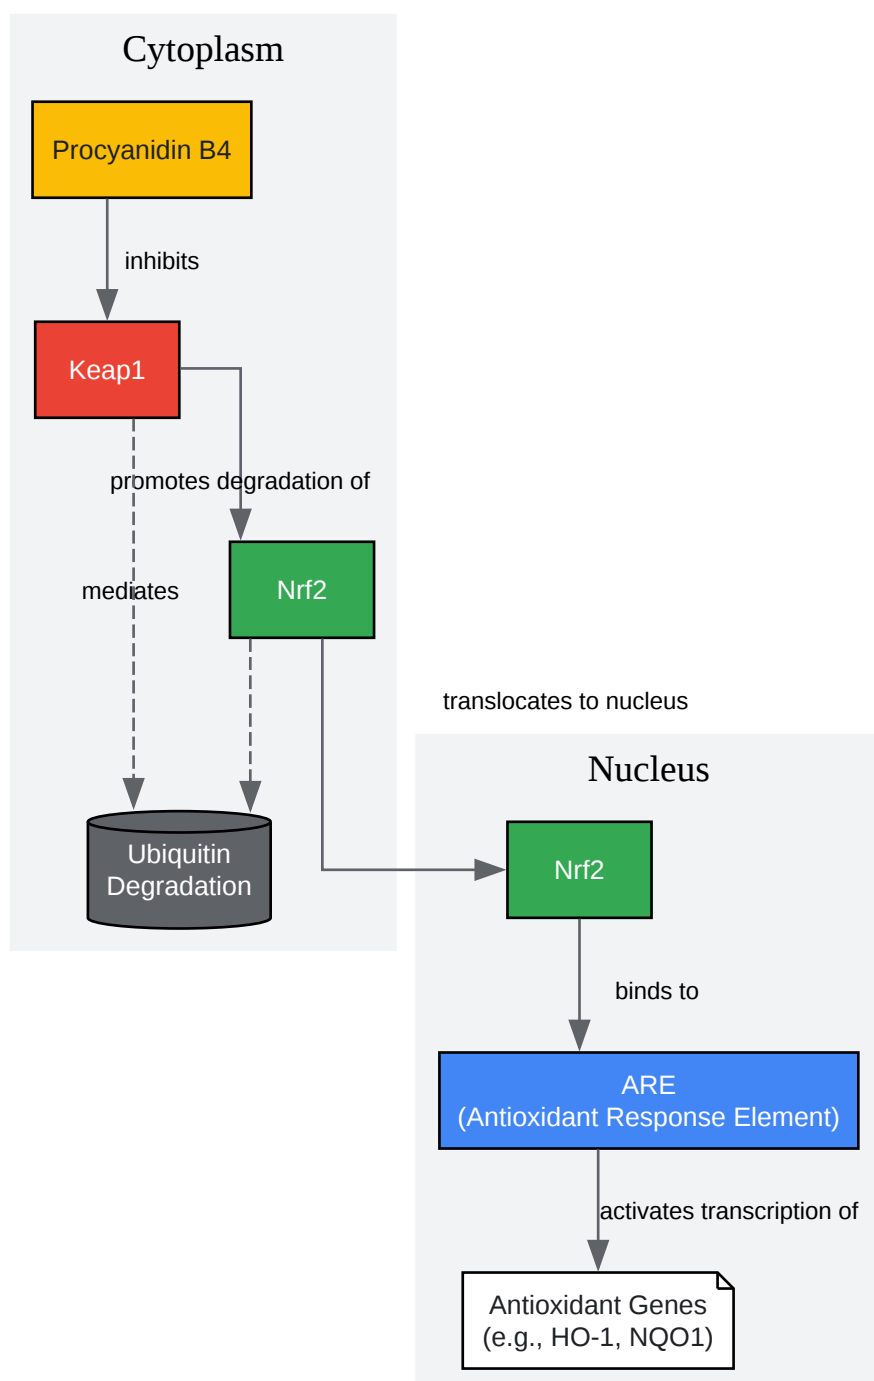 Cytoplasm
Procyanidin B4
inhibits
Keap1
promotes degradation of
mediates
Nrf2
Ubiquitin
Degradation
translocates to nucleus
Nucleus
Nrf2
binds to
ARE
(Antioxidant Response Element)
activates transcription of
Antioxidant Genes
(e.g., HO-1, NQO1)